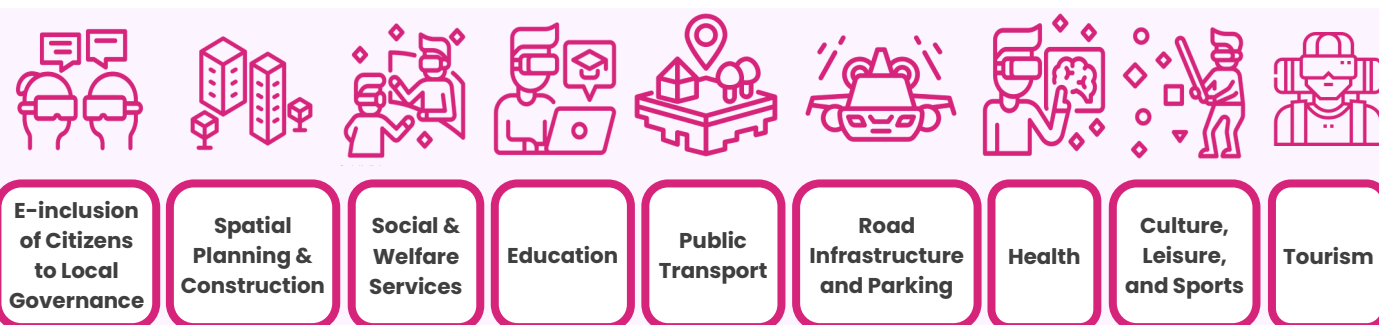 E-inclusion
of Citizens
to Local
Governance
Spatial
Planning &
Construction
Social &
Welfare
Services
Education
Public
Transport
Road
Infrastructure
and Parking
Health
Culture,
Leisure,
and Sports
Tourism